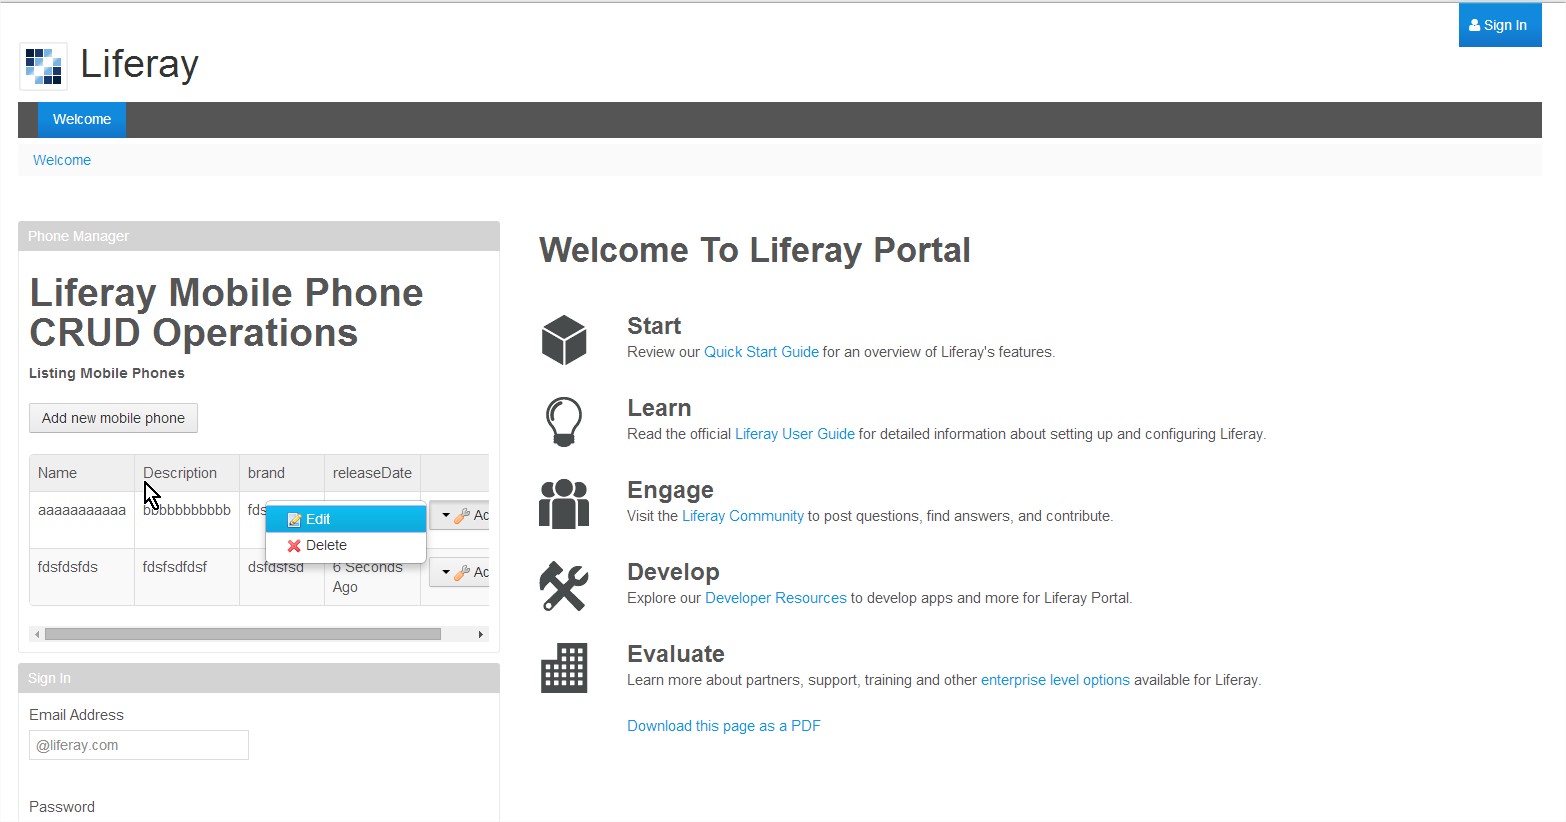 Sign In
Liferay
Welcome
Welcome
Phone Manager
Liferay Mobile Phone
CRUD Operations
Listing Mobile Phones
Add new mobile phone
Name Description brand releaseDate
aaaaaaaaaaa bbbbbbbbbbb fds Ac
Edit
Delete
fdsfdsfds fdsfsdfdsf dsfdsfsd 6 Seconds Ac
Ago
Sign In
Email Address
@liferay.com
Password
Welcome To Liferay Portal
Start
Review our Quick Start Guide for an overview of Liferay's features.
Learn
Read the official Liferay User Guide for detailed information about setting up and configuring Liferay.
Engage
Visit the Liferay Community to post questions, find answers, and contribute.
Develop
Explore our Developer Resources to develop apps and more for Liferay Portal.
Evaluate
Learn more about partners, support, training and other enterprise level options available for Liferay.
Download this page as a PDF